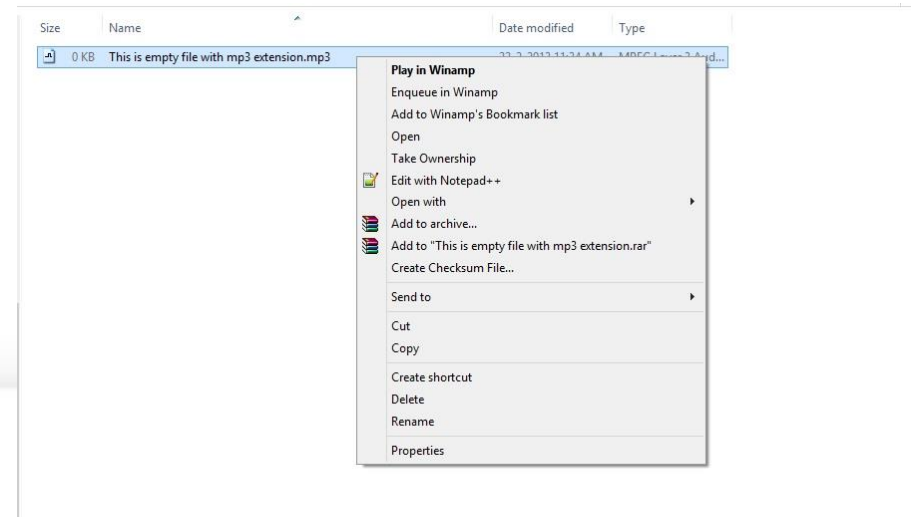 Size Name Date modified Type
0 KB This is empty file with mp3 extension.mp3
Play in Winamp
Enqueue in Winamp
Add to Winamp's Bookmark list
Open
Take Ownership
Edit with Notepad++
Open with
Add to archive...
Add to "This is empty file with mp3 extension.rar"
Create Checksum File...
Send to
Cut
Copy
Create shortcut
Delete
Rename
Properties